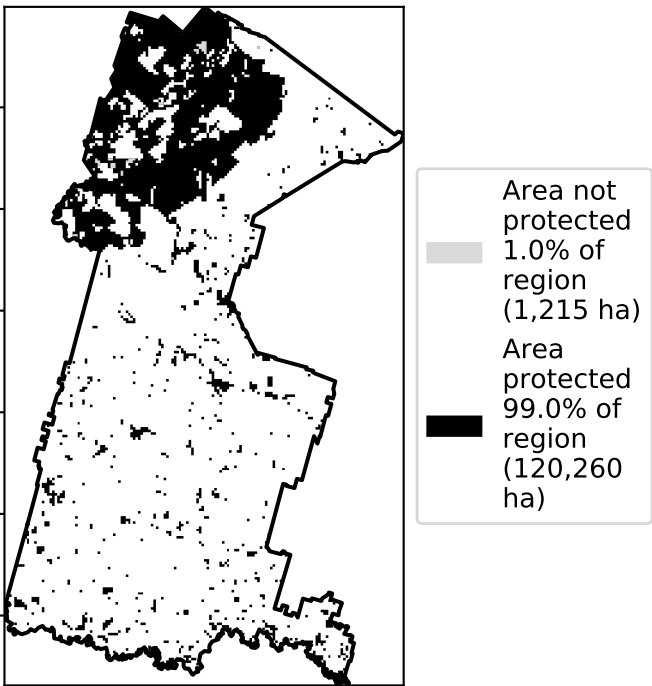 Area not
protected
1.0% of
region
(1,215 ha)
Area
protected
99.0% of
region
(120,260
ha)